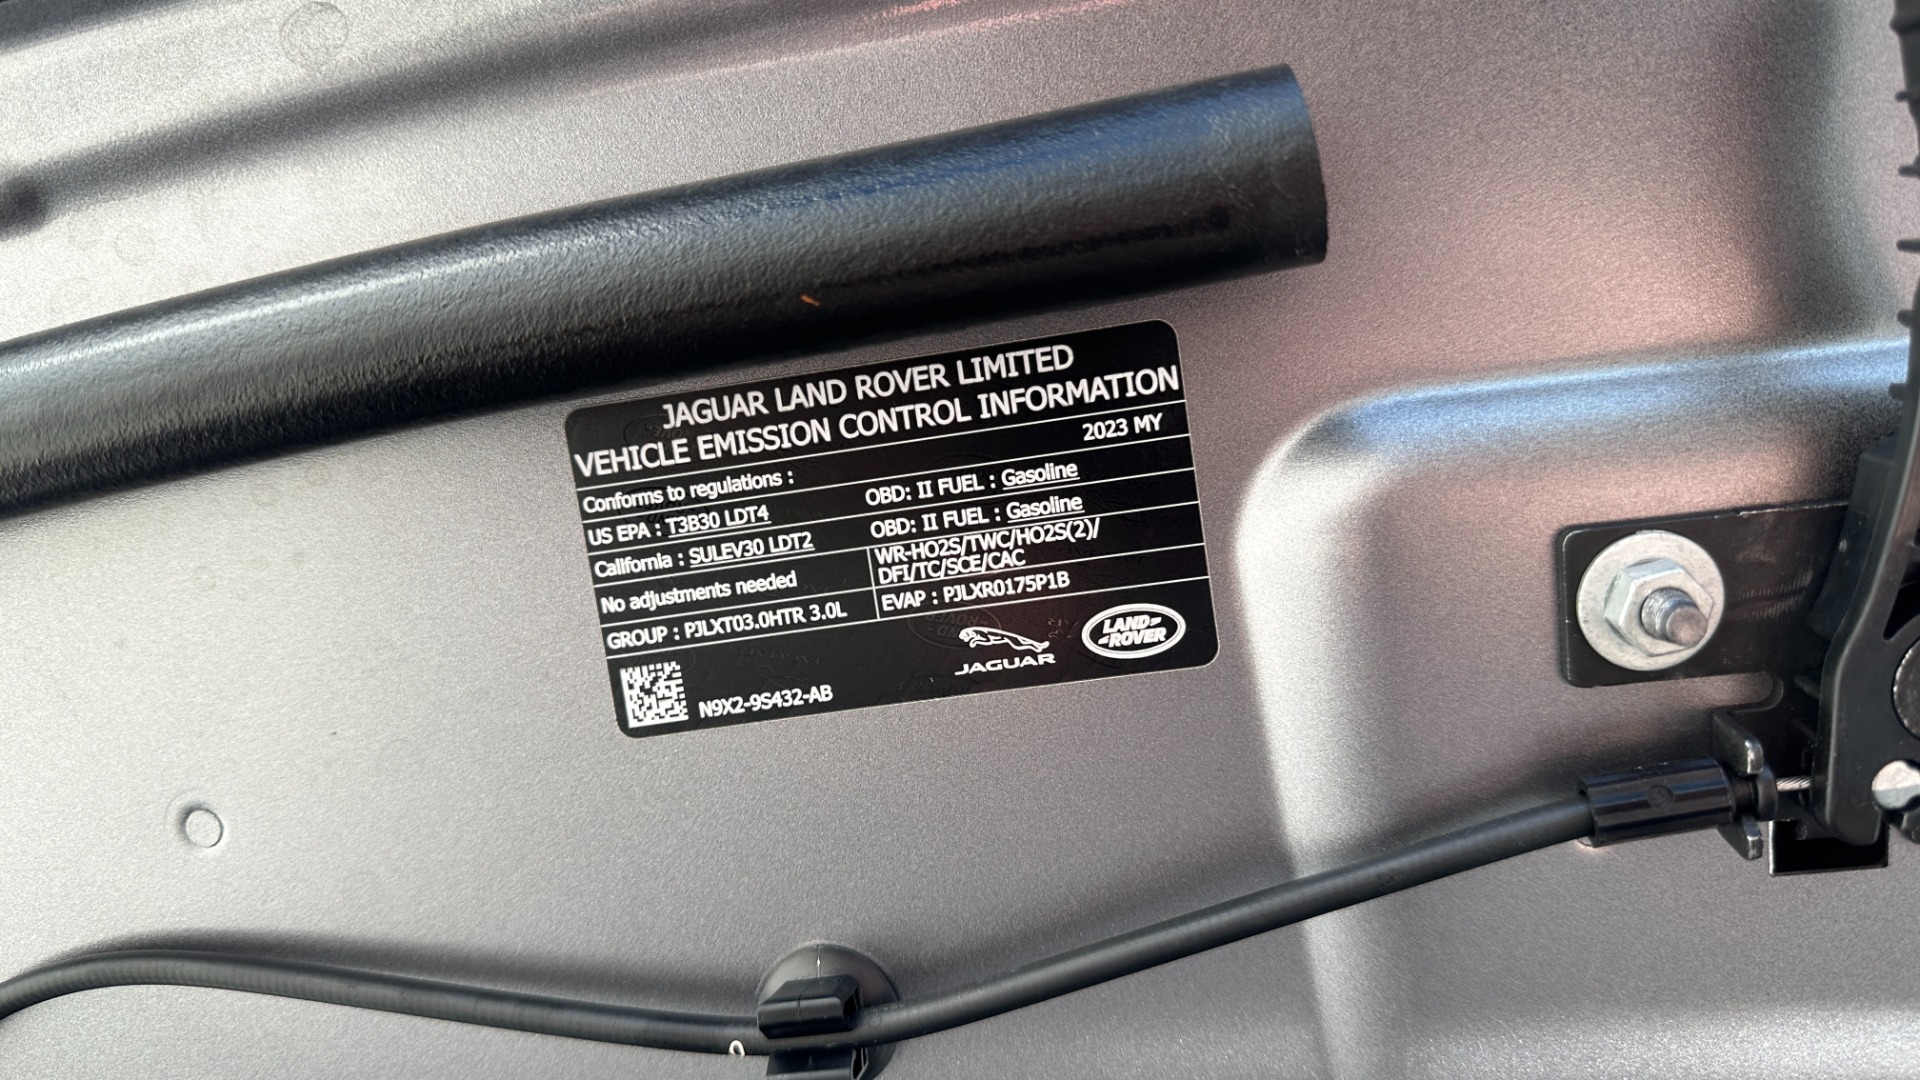 JAGUAR LAND ROVER LIMITED
VEHICLE EMISSION CONTROL INFORMATION
Conforms to regulations : 2023 MY
US EPA : T3B30 LDT4 OBD: II FUEL : Gasoline
California : SULEV30 LDT2 OBD: II FUEL : Gasoline
No adjustments needed
WR-HO2S/TWC/HO2S(2)/
DFI/TC/SCE/CAC
GROUP : PJLXT03.0HTR 3.0L EVAP : PJLXR0175P1B
JAGUAR
LAND-
-ROVER
N9X2-9S432-AB